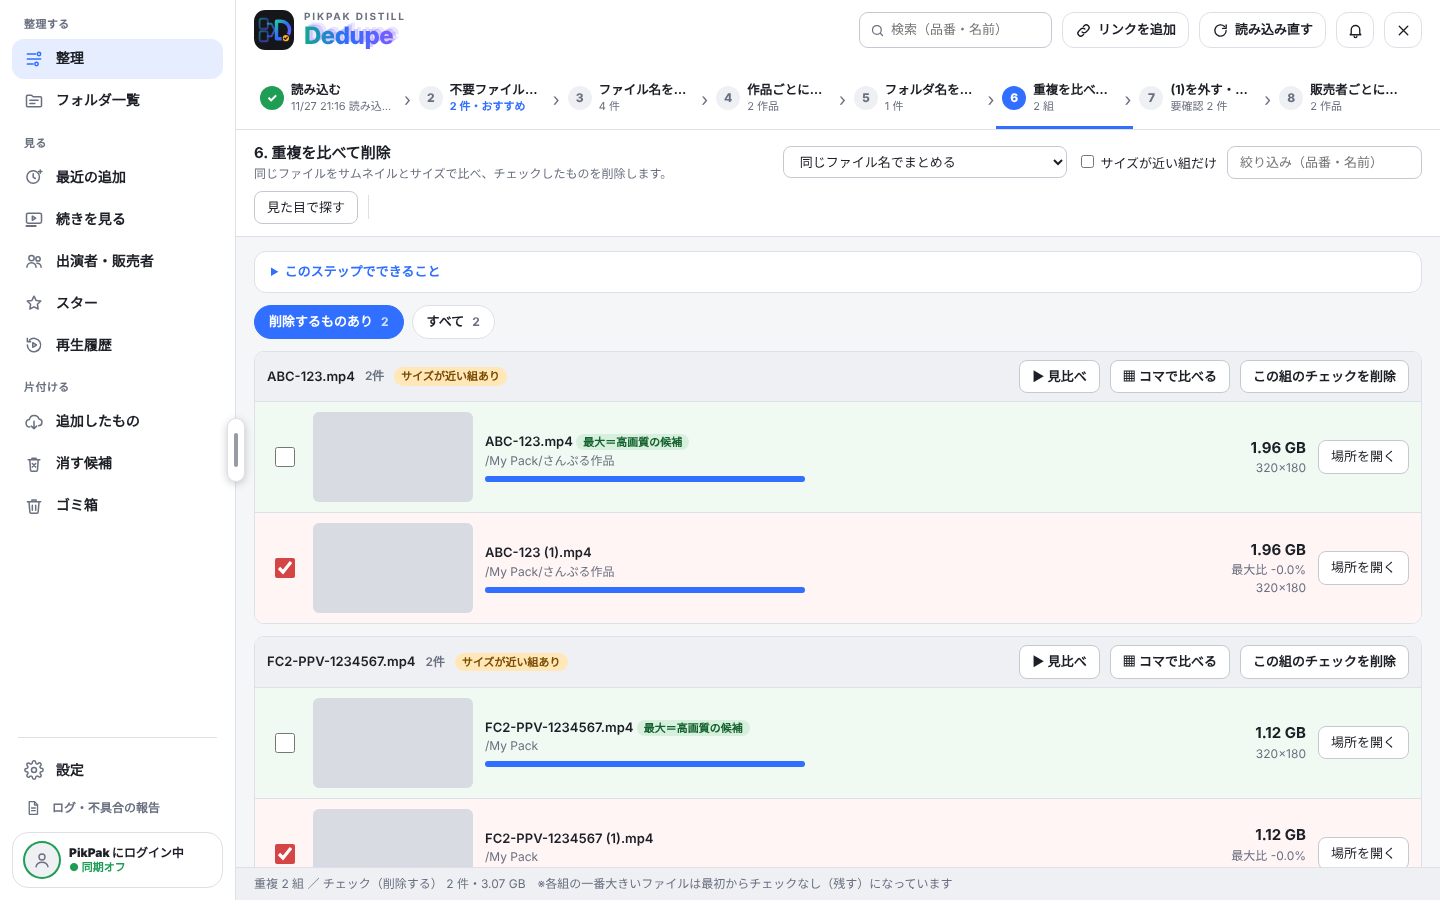 整理する
整理
フォルダ一覧
見る
最近の追加
続きを見る
出演者・販売者
スター
再生履歴
片付ける
追加したもの
消す候補
ゴミ箱
設定
ログ・不具合の報告
PikPak にログイン中
同期オフ
PIKPAK DISTILL
Dedupe
検索（品番・名前）
リンクを追加
読み込み直す
読み込む
11/27 21:16 読み込...
2
不要ファイル...
2 件・おすすめ
3
ファイル名を...
4 件
4
作品ごとに...
2 作品
5
フォルダ名を...
1 件
6
重複を比べ...
2 組
7
(1)を外す・...
要確認 2 件
8
販売者ごとに...
2 作品
6. 重複を比べて削除
同じファイルをサムネイルとサイズで比べ、チェックしたものを削除します。
同じファイル名でまとめる
サイズが近い組だけ
絞り込み（品番・名前）
見た目で探す
▶ このステップでできること
削除するものあり 2
すべて 2
ABC-123.mp4 2件 サイズが近い組あり
▶ 見比べ
▦ コマで比べる
この組のチェックを削除
ABC-123.mp4 最大＝高画質の候補
/My Pack/さんぷる作品
1.96 GB
320×180
場所を開く
ABC-123 (1).mp4
/My Pack/さんぷる作品
1.96 GB
最大比 -0.0%
320×180
場所を開く
FC2-PPV-1234567.mp4 2件 サイズが近い組あり
▶ 見比べ
▦ コマで比べる
この組のチェックを削除
FC2-PPV-1234567.mp4 最大＝高画質の候補
/My Pack
1.12 GB
320×180
場所を開く
FC2-PPV-1234567 (1).mp4
/My Pack
1.12 GB
最大比 -0.0%
場所を開く
重複 2 組 ／ チェック（削除する） 2 件・3.07 GB ※各組の一番大きいファイルは最初からチェックなし（残す）になっています